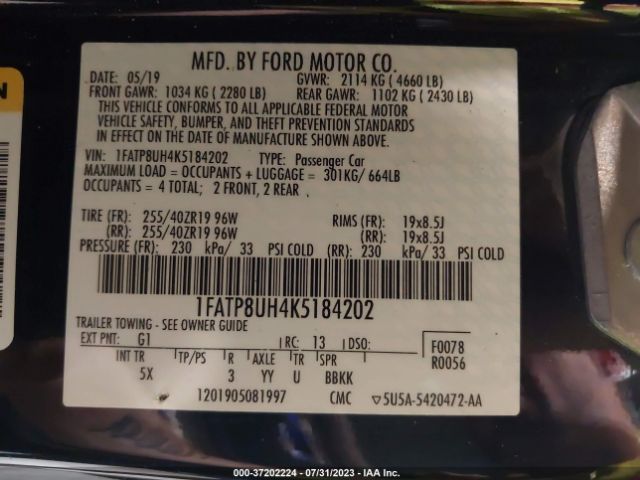 MFD. BY FORD MOTOR CO.
DATE: 05/19 GVWR: 2114 KG ( 4660 LB)
FRONT GAWR: 1034 KG ( 2280 LB) REAR GAWR: 1102 KG ( 2430 LB)
THIS VEHICLE CONFORMS TO ALL APPLICABLE FEDERAL MOTOR
VEHICLE SAFETY, BUMPER, AND THEFT PREVENTION STANDARDS
IN EFFECT ON THE DATE OF MANUFACTURE SHOWN ABOVE.
VIN: 1FATP8UH4K5184202 TYPE: Passenger Car
MAXIMUM LOAD = OCCUPANTS + LUGGAGE = 301KG/ 664LB
OCCUPANTS = 4 TOTAL; 2 FRONT, 2 REAR
TIRE (FR): 255/40ZR19 96W RIMS (FR): 19x8.5J
(RR): 255/40ZR19 96W (RR): 19x8.5J
PRESSURE (FR): 230 kPa/ 33 PSI COLD (RR): 230 kPa/ 33 PSI COLD
1FATP8UH4K5184202
TRAILER TOWING - SEE OWNER GUIDE
EXT PNT: G1 RC: 13 DSO: F0078
R0056
INT TR TP/PS R AXLE TR SPR
5X 3 YY U BBKK
1201905081997 CMC 5U5A-5420472-AA
000-37202224 - 07/31/2023 - IAA Inc.